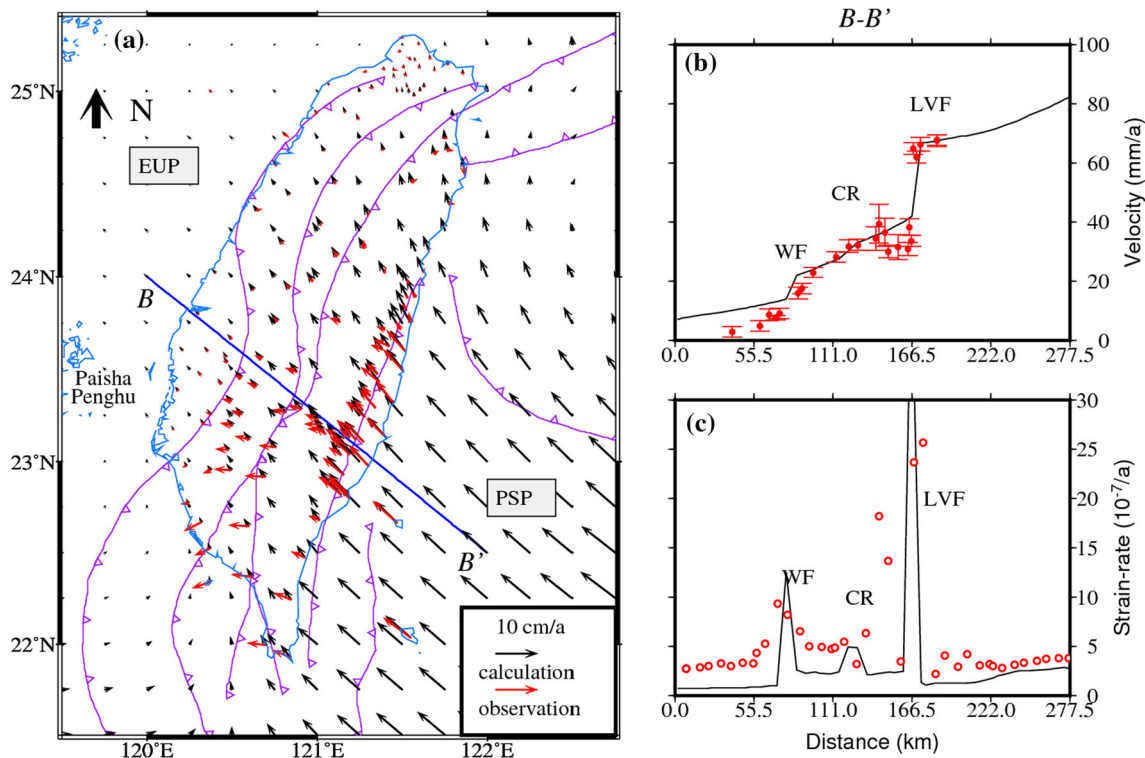 (a)
N
EUP
B
Paisha
Penghu
PSP
B’
10 cm/a
calculation
observation
25°N
24°N
23°N
22°N
120°E
121°E
122°E
B-B’
(b)
LVF
CR
WF
100
80
60
40
20
0
Velocity (mm/a)
0.0
55.5
111.0
166.5
222.0
277.5
(c)
LVF
WF
CR
30
25
20
15
10
5
0
Strain-rate (10⁻⁷/a)
0.0
55.5
111.0
166.5
222.0
277.5
Distance (km)